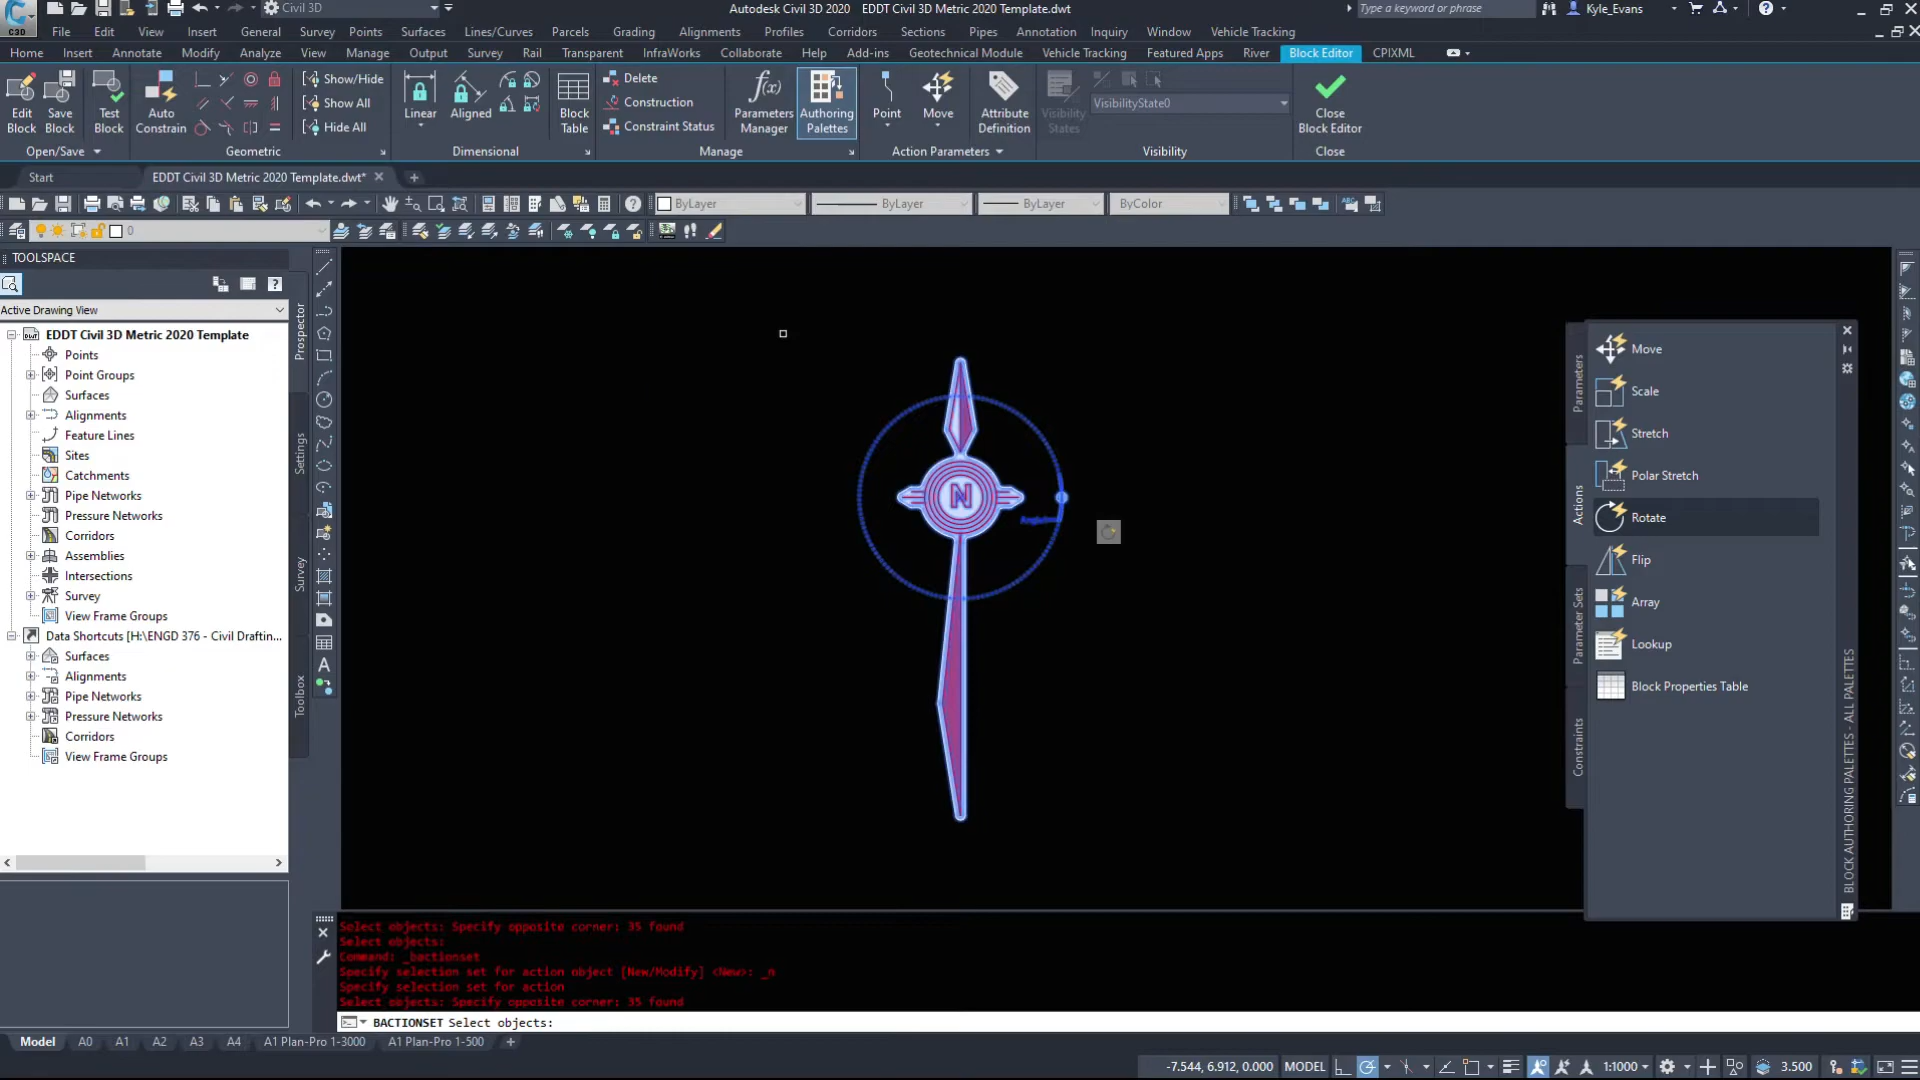 Civil 3D
Autodesk Civil 3D 2020 EDDT Civil 3D Metric 2020 Template.dwt
Type a keyword or phrase
Kyle_Evans
C3D
File Edit View Insert General Survey Points Surfaces Lines/Curves Parcels Grading Alignments Profiles Corridors Sections Pipes Annotation Inquiry Window Vehicle Tracking
Home Insert Annotate Modify Analyze View Manage Output Survey Rail Transparent InfraWorks Collaborate Help Add-ins Geotechnical Module Vehicle Tracking Featured Apps River Block Editor CPIXML
Edit Block
Save Block
Test Block
Auto Constrain
Show/Hide
Show All
Hide All
Linear
Aligned
Block Table
Delete
Construction
Constraint Status
f(x)
Parameters Manager
Authoring Palettes
Point
Move
Attribute Definition
Visibility States
VisibilityState0
Close Block Editor
Open/Save Geometric Dimensional Manage Action Parameters Visibility Close
Start EDDT Civil 3D Metric 2020 Template.dwt*
ByLayer ByLayer ByLayer ByColor
0
TOOLSPACE
Active Drawing View
EDDT Civil 3D Metric 2020 Template
Points
Point Groups
Surfaces
Alignments
Feature Lines
Sites
Catchments
Pipe Networks
Pressure Networks
Corridors
Assemblies
Intersections
Survey
View Frame Groups
Data Shortcuts [H:\ENGD 376 - Civil Draftin...
Surfaces
Alignments
Pipe Networks
Pressure Networks
Corridors
View Frame Groups
Prospector
Settings
Survey
Toolbox
N
Move
Scale
Stretch
Polar Stretch
Rotate
Flip
Array
Lookup
Block Properties Table
Parameters
Actions
Parameter Sets
Constraints
BLOCK AUTHORING PALETTES - ALL PALETTES
Select objects: Specify opposite corner: 35 found
Select objects:
Command: _bactionset
Specify selection set for action object [New/Modify] <New>: _n
Specify selection set for action
Select objects: Specify opposite corner: 35 found
BACTIONSET Select objects:
Model A0 A1 A2 A3 A4 A1 Plan-Pro 1-3000 A1 Plan-Pro 1-500
-7.544, 6.912, 0.000 MODEL 1:1000 3.500